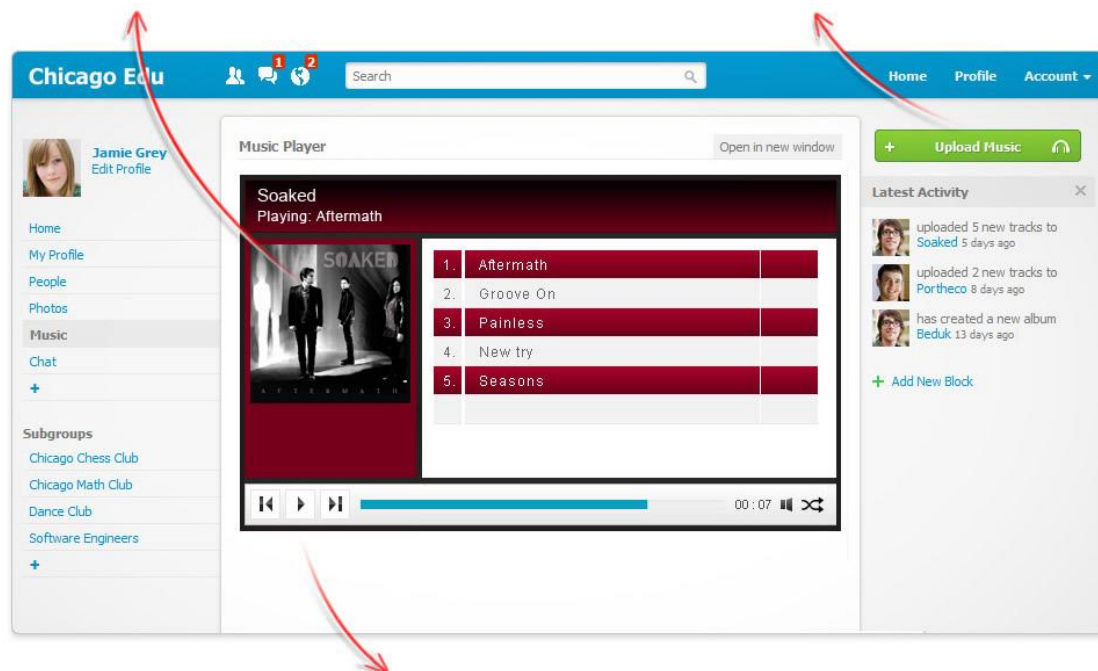 Chicago Edu
1
2
Search
Home Profile Account
Jamie Grey
Edit Profile
Home
My Profile
People
Photos
Music
Chat
+
Subgroups
Chicago Chess Club
Chicago Math Club
Dance Club
Software Engineers
+
Music Player
Open in new window
Soaked
Playing: Aftermath
SOAKED
AFTERMATH
1. Aftermath
2. Groove On
3. Painless
4. New try
5. Seasons
00:07
+ Upload Music
Latest Activity
uploaded 5 new tracks to
Soaked 5 days ago
uploaded 2 new tracks to
Portheco 8 days ago
has created a new album
Beduk 13 days ago
+ Add New Block